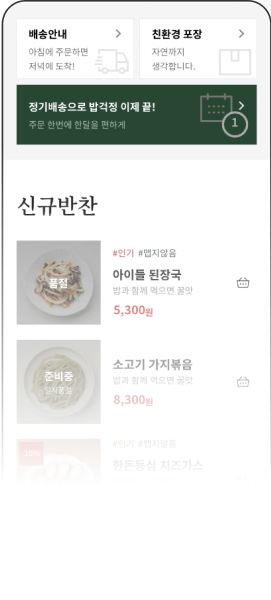 배송안내
친환경 포장
아침에 주문하면
저녁에 도착!
자연까지
생각합니다.
정기배송으로 밥걱정 이제 끝!
주문 한번에 한달을 편하게
1
신규반찬
품절
#인기 #맵지않음
아이들 된장국
밥과 함께 먹으면 꿀맛
5,300원
준비중
일시품절
소고기 가지볶음
밥과 함께 먹으면 꿀맛
8,300원
30%
#인기 #맵지않음
한돈등심 치즈가스